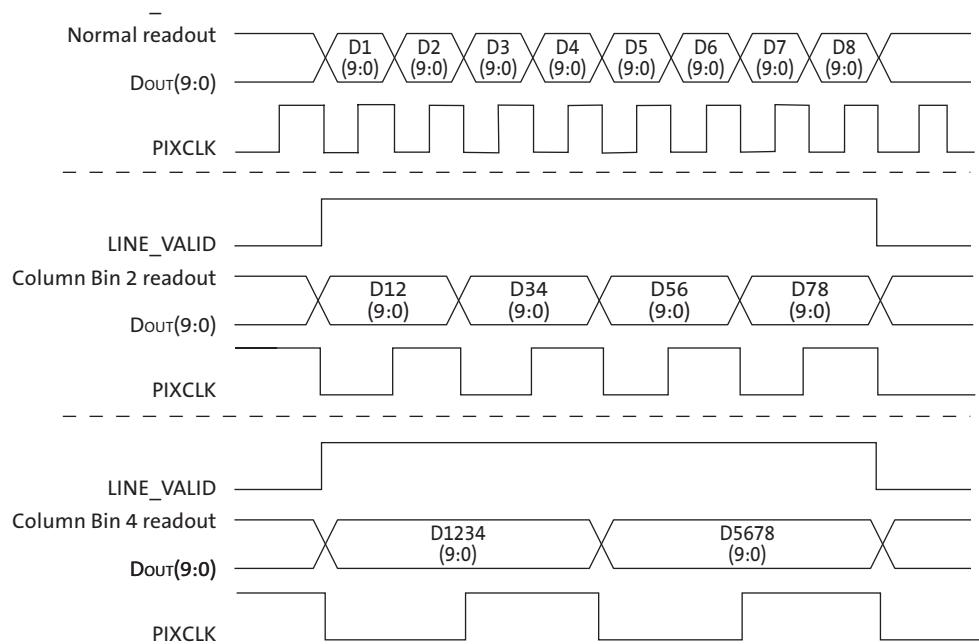 Normal readout
D1 D2 D3 D4 D5 D6 D7 D8
(9:0) (9:0) (9:0) (9:0) (9:0) (9:0) (9:0) (9:0)
DOUT(9:0)
PIXCLK
LINE_VALID
Column Bin 2 readout
D12 D34 D56 D78
(9:0) (9:0) (9:0) (9:0)
DOUT(9:0)
PIXCLK
LINE_VALID
Column Bin 4 readout
D1234 D5678
(9:0) (9:0)
DOUT(9:0)
PIXCLK